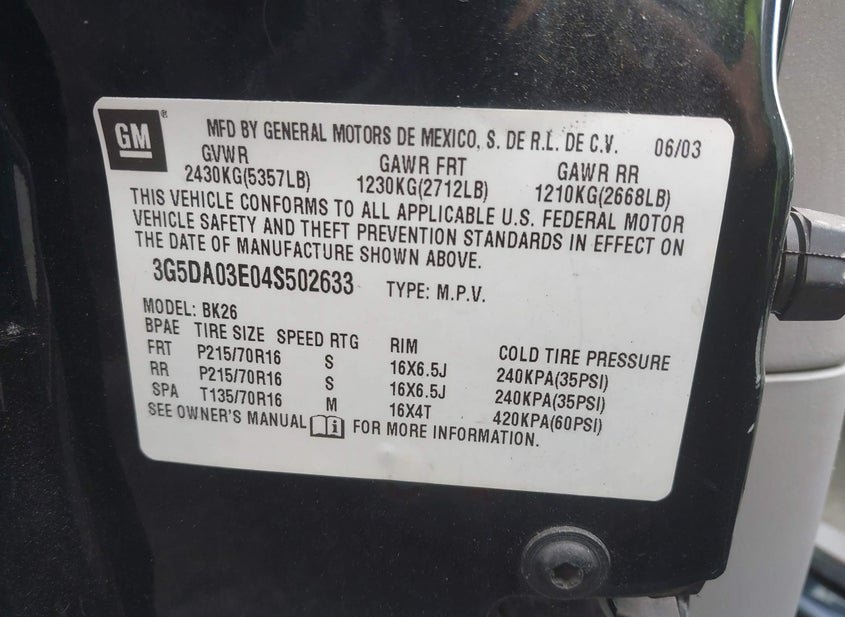 GM ® MFD BY GENERAL MOTORS DE MEXICO, S. DE R.L. DE C.V. 06/03
GVWR GAWR FRT GAWR RR
2430KG(5357LB) 1230KG(2712LB) 1210KG(2668LB)
THIS VEHICLE CONFORMS TO ALL APPLICABLE U.S. FEDERAL MOTOR
VEHICLE SAFETY AND THEFT PREVENTION STANDARDS IN EFFECT ON
THE DATE OF MANUFACTURE SHOWN ABOVE.
3G5DA03E04S502633 TYPE: M.P.V.
MODEL: BK26
BPAE TIRE SIZE SPEED RTG RIM COLD TIRE PRESSURE
FRT P215/70R16 S 16X6.5J 240KPA(35PSI)
RR P215/70R16 S 16X6.5J 240KPA(35PSI)
SPA T135/70R16 M 16X4T 420KPA(60PSI)
SEE OWNER'S MANUAL FOR MORE INFORMATION.